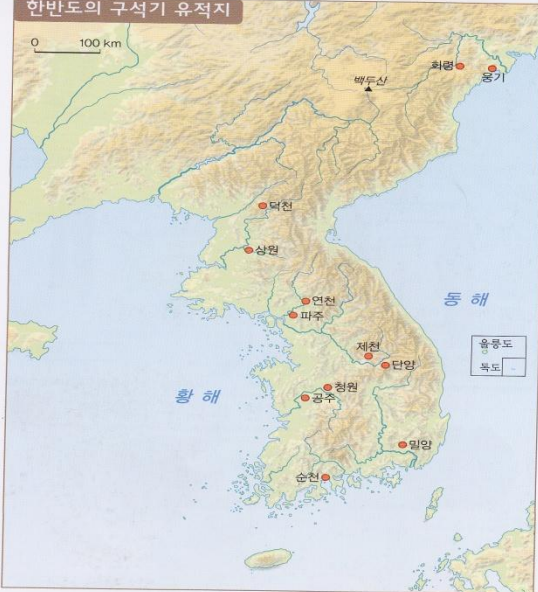 한반도의 구석기 유적지
0 100 km
회령
웅기
백두산
덕천
상원
연천
파주
동해
제천
단양
울릉도
독도
청원
공주
황해
밀양
순천